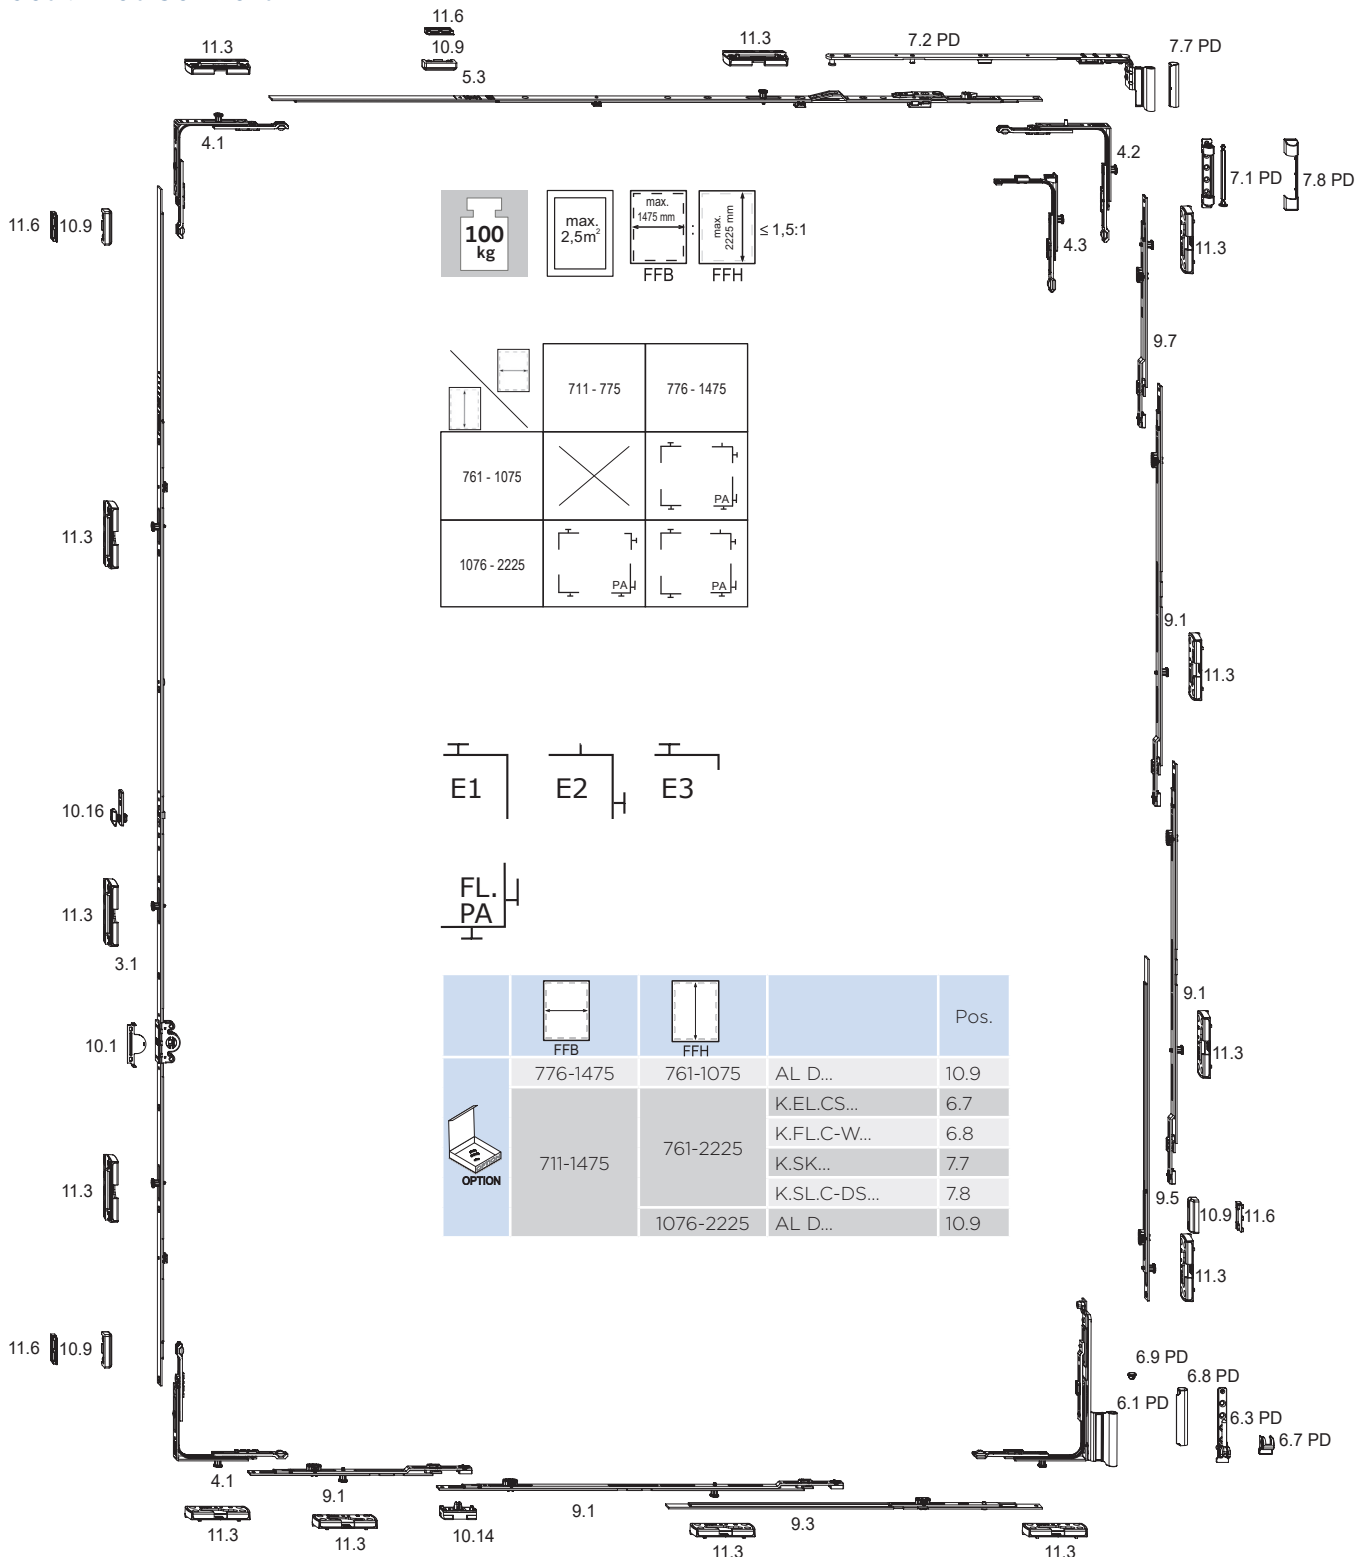 11.6
11.3
10.9
11.3
7.2 PD
7.7 PD
5.3
4.1
4.2
7.1 PD
7.8 PD
11.6
10.9
4.3
11.3
100
kg
max.
2,5m²
max.
1475 mm
:
max.
2225 mm
≤ 1,5:1
FFB
FFH
9.7
711 - 775
776 - 1475
761 - 1075
PA
1076 - 2225
PA
PA
11.3
9.1
11.3
E1
E2
E3
10.16
FL.
PA
11.3
3.1
10.1
9.1
11.3
FFB
FFH
Pos.
776-1475
761-1075
AL D...
10.9
OPTION
711-1475
761-2225
K.EL.CS...
6.7
K.FL.C-W...
6.8
K.SK...
7.7
K.SL.C-DS...
7.8
1076-2225
AL D...
10.9
11.3
9.5
10.9
11.6
11.3
11.6
10.9
6.9 PD
6.8 PD
6.1 PD
6.3 PD
6.7 PD
4.1
9.1
9.1
9.3
11.3
11.3
10.14
11.3
11.3